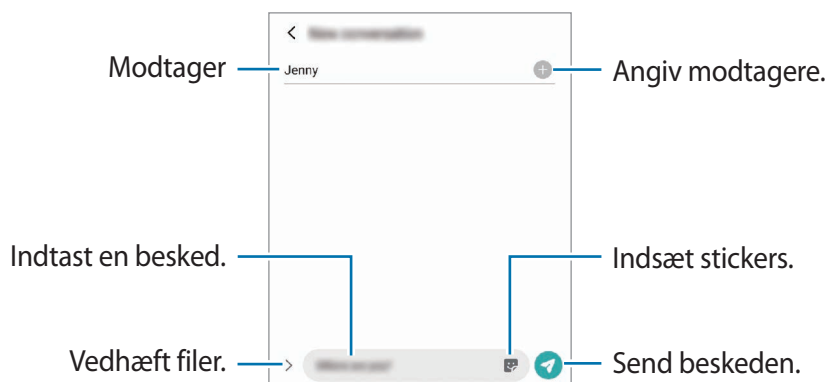 Modtager
Jenny
Angiv modtagere.
Indtast en besked.
Indsæt stickers.
Vedhæft filer.
Send beskeden.